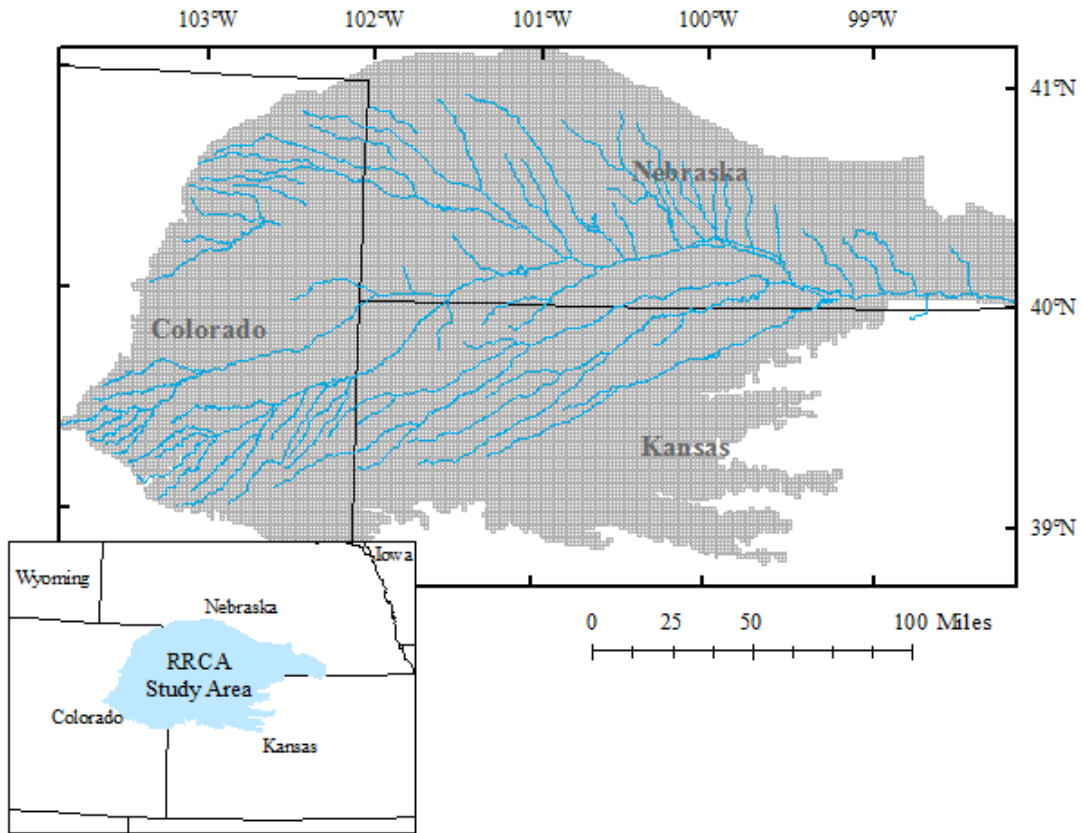 103°W 102°W 101°W 100°W 99°W
41°N
Nebraska
40°N
Colorado
Kansas
39°N
Iowa
Wyoming
Nebraska
RRCA
Study Area
Colorado
Kansas
0 25 50 100 Miles